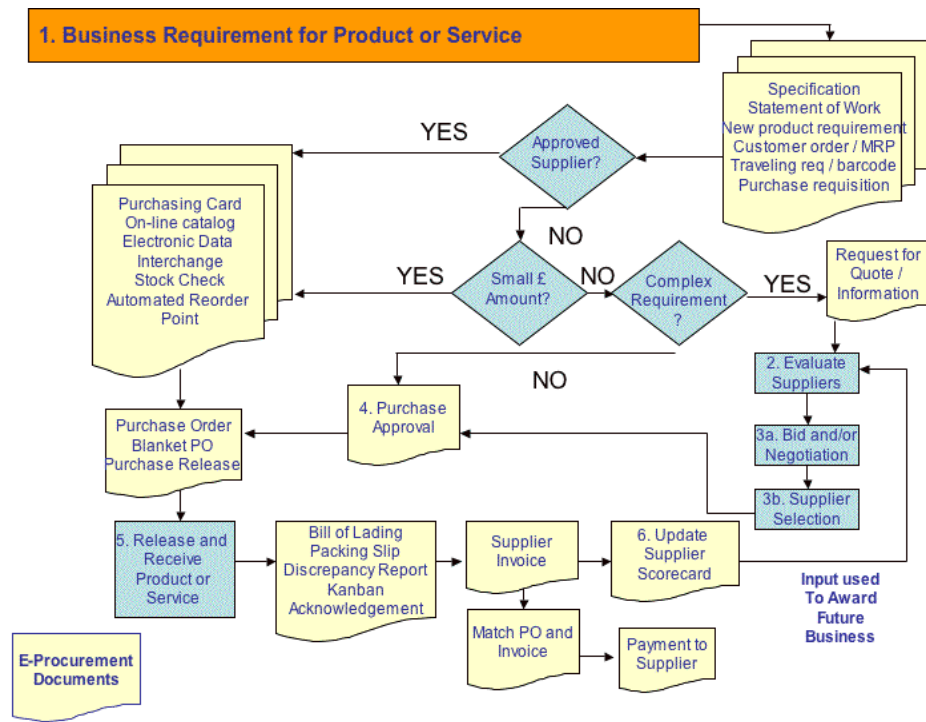 1. Business Requirement for Product or Service
Specification
Statement of Work
New product requirement
Customer order / MRP
Traveling req / barcode
Purchase requisition
Approved
Supplier?
YES
NO
Purchasing Card
On-line catalog
Electronic Data
Interchange
Stock Check
Automated Reorder
Point
YES
Small £
Amount?
NO
Complex
Requirement
?
YES
Request for
Quote /
Information
NO
2. Evaluate
Suppliers
3a. Bid and/or
Negotiation
3b. Supplier
Selection
4. Purchase
Approval
Purchase Order
Blanket PO
Purchase Release
5. Release and
Receive
Product or
Service
Bill of Lading
Packing Slip
Discrepancy Report
Kanban
Acknowledgement
Supplier
Invoice
6. Update
Supplier
Scorecard
Input used
To Award
Future
Business
Match PO and
Invoice
Payment to
Supplier
E-Procurement
Documents